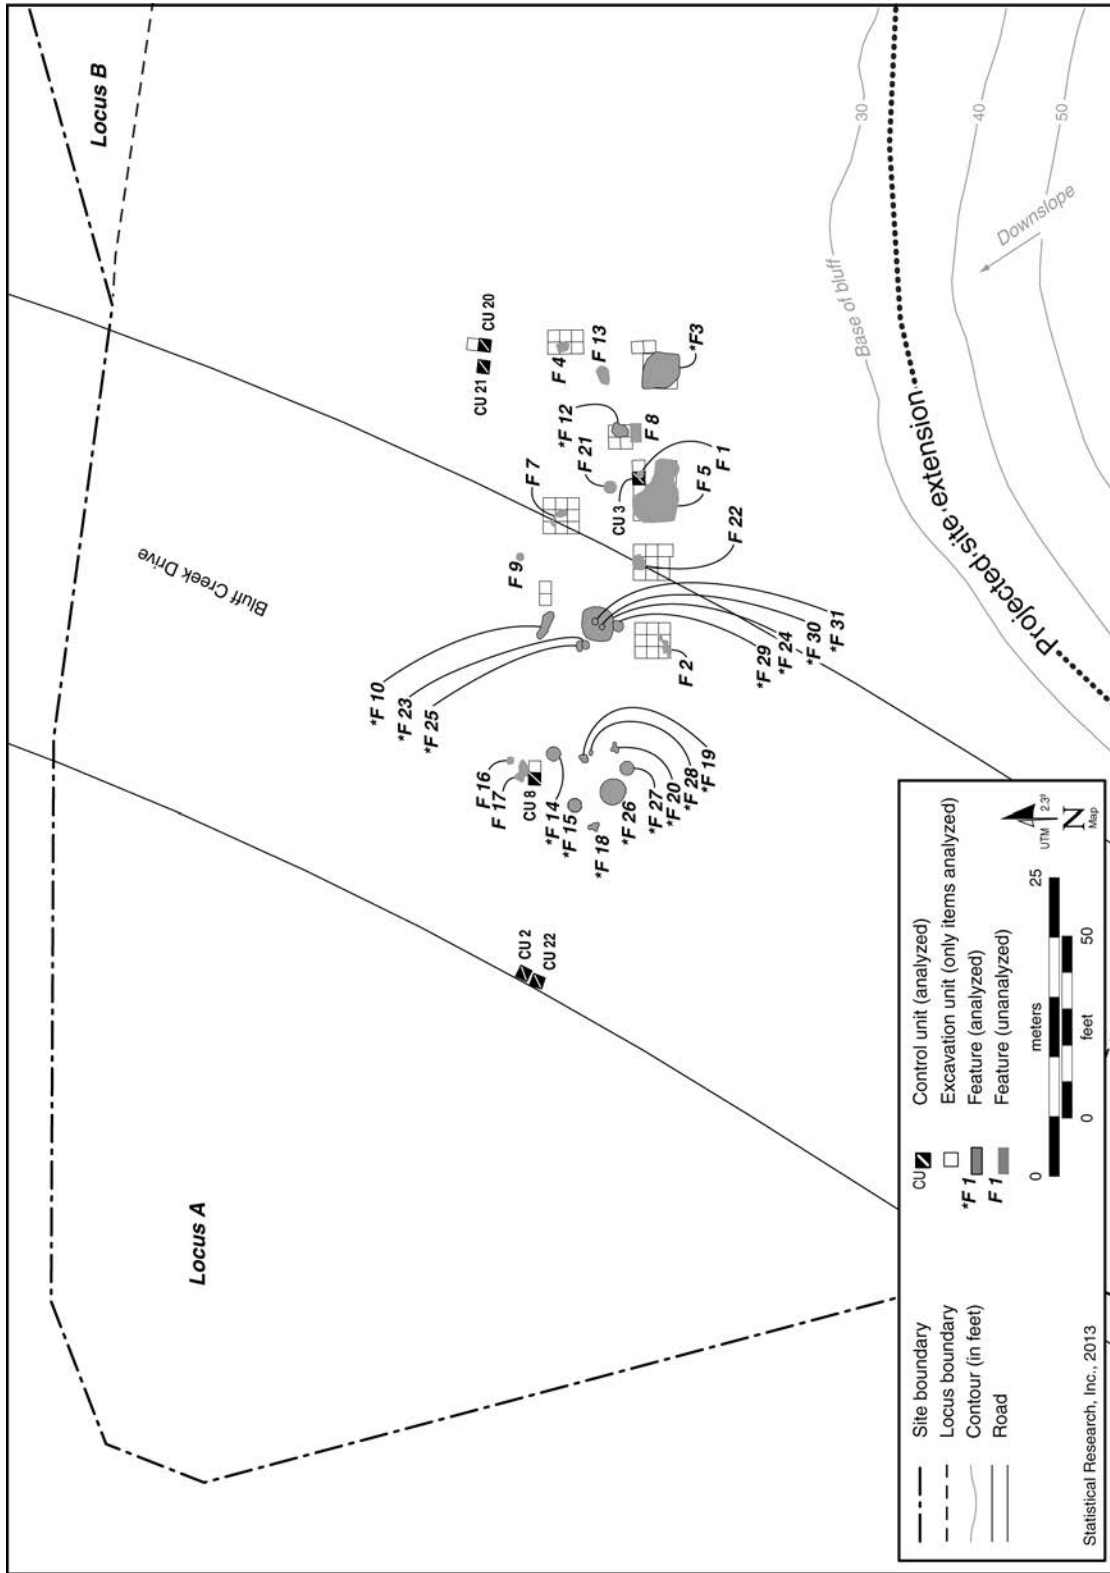 Locus B
Locus A
Bluff Creek Drive
CU 20
CU 21
F 4
F 13
*F3
*F 12
F 8
F 21
F 7
CU 3
F 1
F 5
F 22
F 9
*F 10
*F 23
*F 25
F 2
*F 29
*F 24
*F 30
*F 31
F 16
F 17
CU 8
*F 14
*F 15
*F 18
*F 26
*F 27
*F 20
*F 28
*F 19
CU 2
CU 22
30
40
50
Base of bluff
Downslope
Projected site extension
Site boundary
Locus boundary
Contour (in feet)
Road
CU
Control unit (analyzed)
Excavation unit (only items analyzed)
*F 1
Feature (analyzed)
F 1
Feature (unanalyzed)
0 meters 25
0 feet 50
UTM 2.3°
N
Map
Statistical Research, Inc., 2013